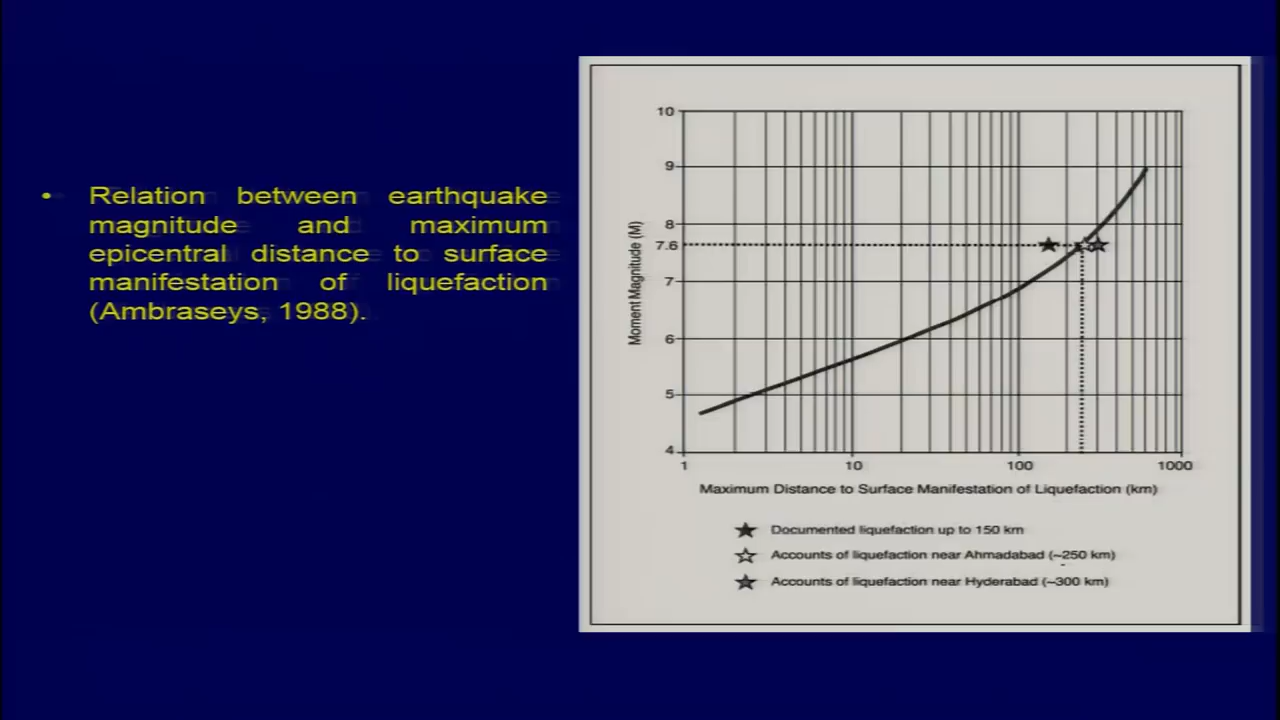 • Relation between earthquake
magnitude and maximum
epicentral distance to surface
manifestation of liquefaction
(Ambraseys, 1988).
10
9
8
7.6
7
6
5
4
Moment Magnitude (M)
1 10 100 1000
Maximum Distance to Surface Manifestation of Liquefaction (km)
Documented liquefaction up to 150 km
Accounts of liquefaction near Ahmadabad (~250 km)
Accounts of liquefaction near Hyderabad (~300 km)